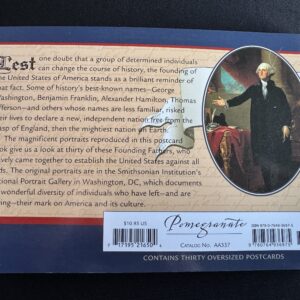 Lest one doubt that a group of determined individuals
can change the course of history, the founding of
the United States of America stands as a brilliant reminder of
that fact. Some of history's best-known names—George
Washington, Benjamin Franklin, Alexander Hamilton, Thomas
Jefferson—and others whose names are less familiar, risked
their lives to declare a new, independent nation free from the
grasp of England, then the mightiest nation on Earth.
The magnificent portraits reproduced in this postcard
book give us a look at thirty of these Founding Fathers, who
together came to establish the United States against all
odds. The original portraits are in the Smithsonian Institution's
National Portrait Gallery in Washington, DC, which documents
the wonderful diversity of individuals who have left—and are
leaving—their mark on America and its culture.
$10.95 US
Pomegranate
CATALOG NO. AA337
7 17195 21650 4
CONTAINS THIRTY OVERSIZED POSTCARDS